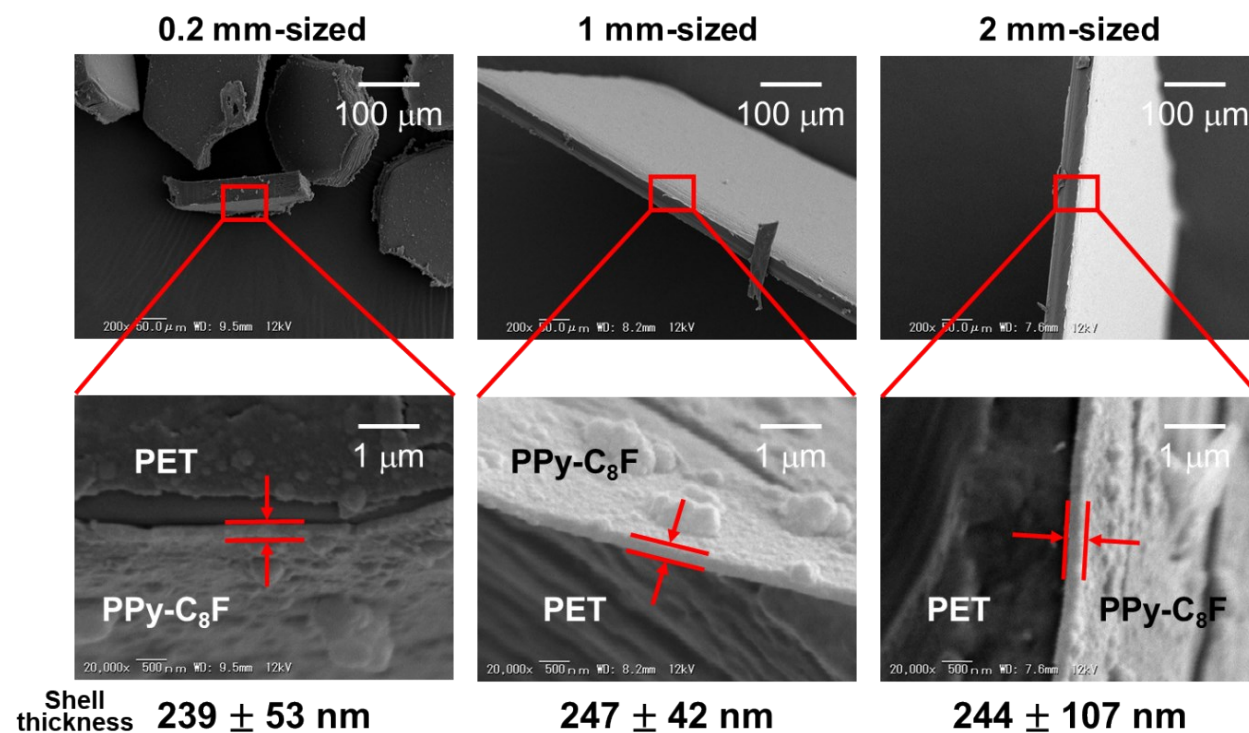 0.2 mm-sized
1 mm-sized
2 mm-sized
100 μm
100 μm
100 μm
200x 50.0μm WD: 9.5mm 12kV
200x 50.0μm WD: 8.2mm 12kV
200x 50.0μm WD: 7.6mm 12kV
1 μm
PET
PPy-C₈F
20,000x 500nm WD: 9.5mm 12kV
1 μm
PPy-C₈F
PET
20,000x 500nm WD: 8.2mm 12kV
1 μm
PET
PPy-C₈F
20,000x 500nm WD: 7.6mm 12kV
Shell
thickness
239 ± 53 nm
247 ± 42 nm
244 ± 107 nm